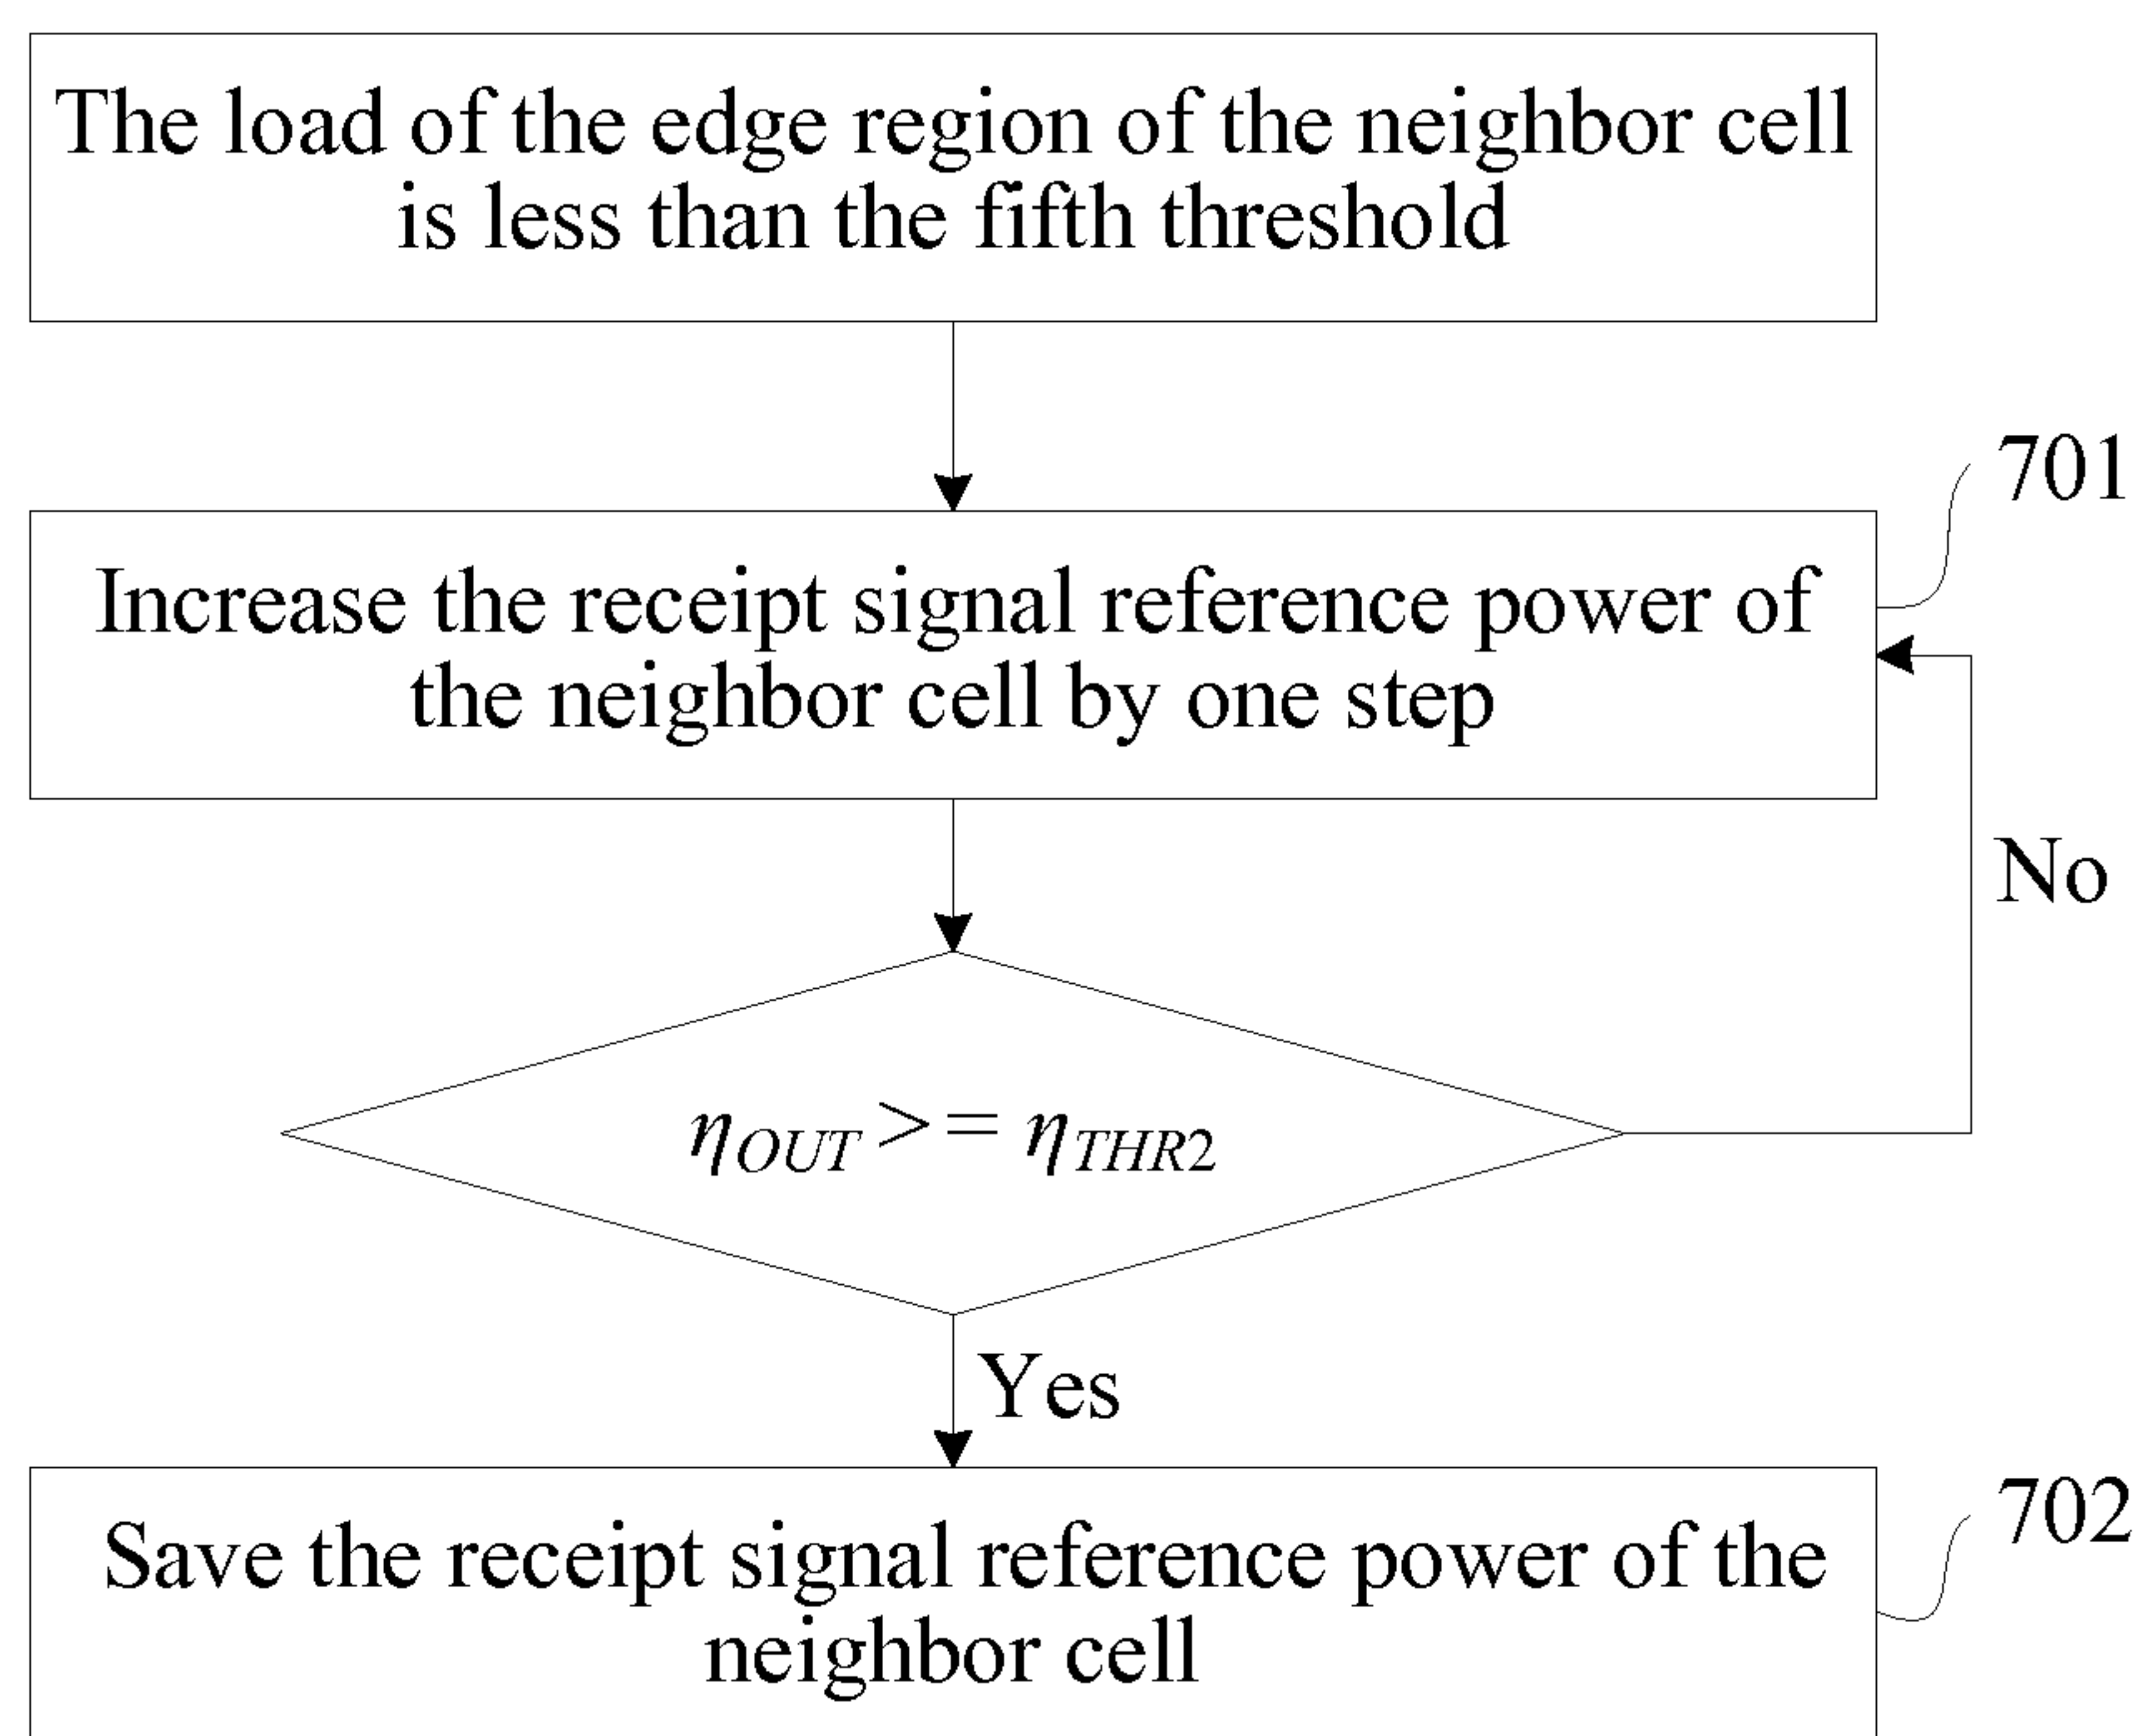 The load of the edge region of the neighbor cell
is less than the fifth threshold
701
Increase the receipt signal reference power of
the neighbor cell by one step
No
η_OUT >= η_THR2
Yes
702
Save the receipt signal reference power of the
neighbor cell